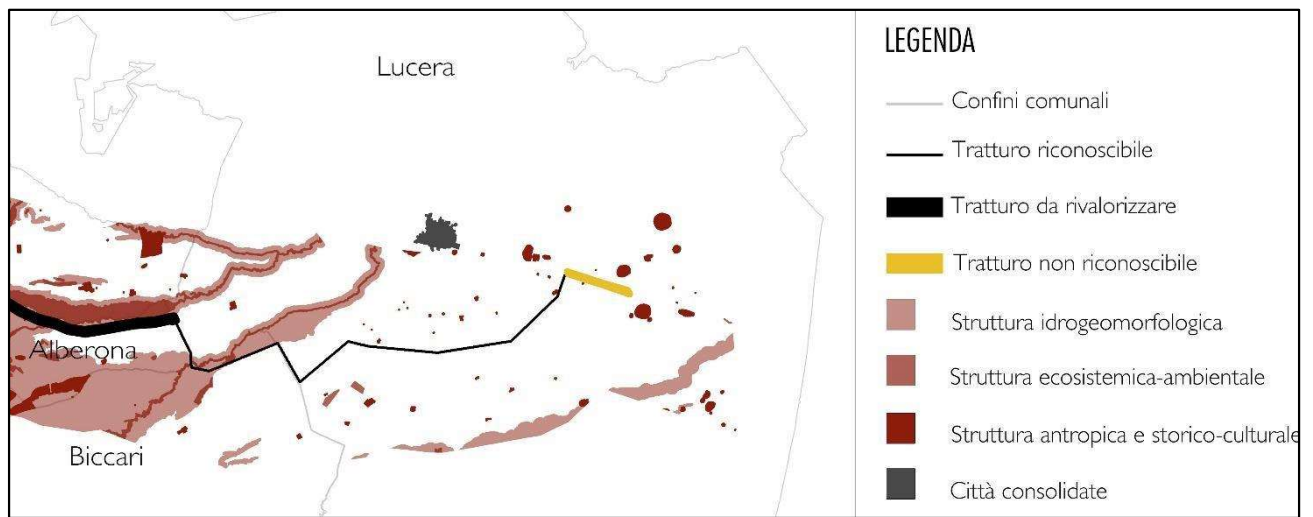 Lucera
Alberona
Biccari
LEGENDA
Confini comunali
Tratturo riconoscibile
Tratturo da rivalorizzare
Tratturo non riconoscibile
Struttura idrogeomorfologica
Struttura ecosistemica-ambientale
Struttura antropica e storico-culturale
Città consolidate